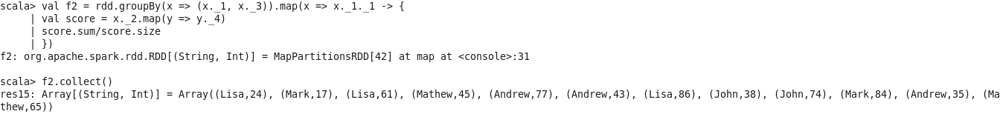 scala> val f2 = rdd.groupBy(x => (x._1, x._3)).map(x => x._1._1 -> {
     | val score = x._2.map(y => y._4)
     | score.sum/score.size
     | })
f2: org.apache.spark.rdd.RDD[(String, Int)] = MapPartitionsRDD[42] at map at <console>:31

scala> f2.collect()
res15: Array[(String, Int)] = Array((Lisa,24), (Mark,17), (Lisa,61), (Mathew,45), (Andrew,77), (Andrew,43), (Lisa,86), (John,38), (John,74), (Mark,84), (Andrew,35), (Ma
thew,65))